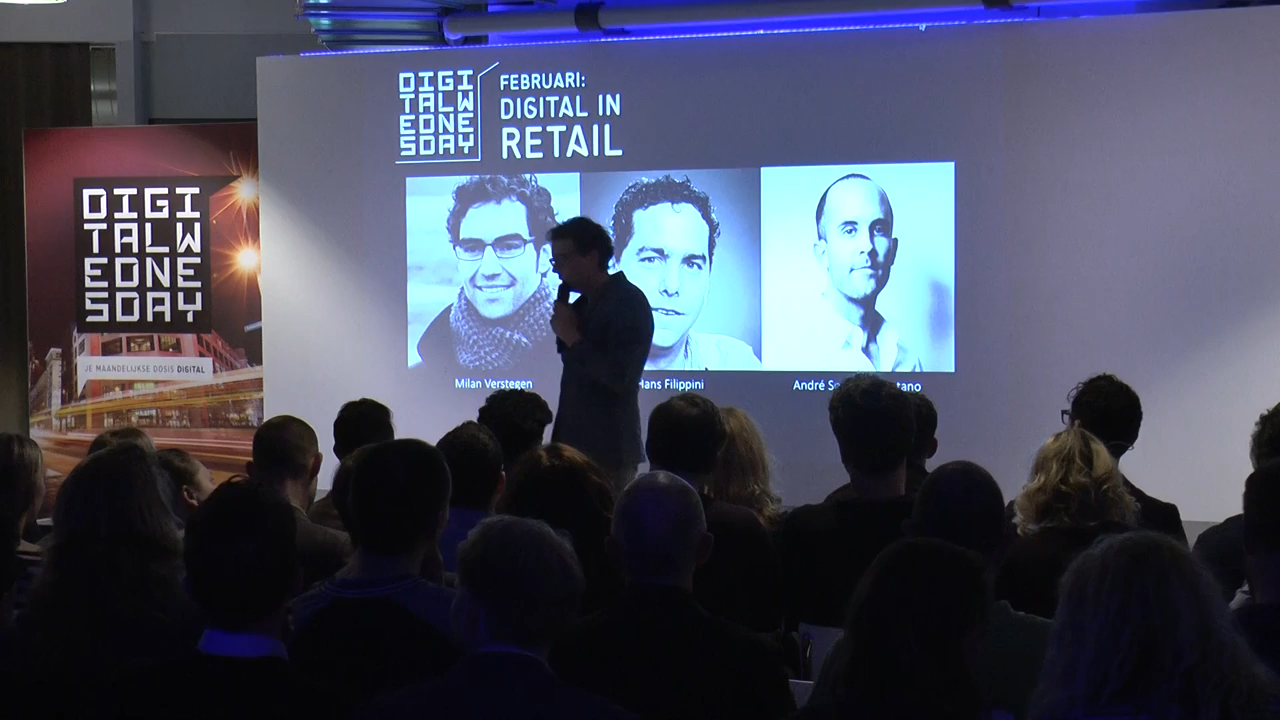 DIGI
TALW
EDNE
SDAY
FEBRUARI:
DIGITAL IN
RETAIL
DIGI
TALW
EDNE
SDAY
JE MAANDELIJKSE DOSIS DIGITAL
Milan Verstegen
Hans Filippini
André